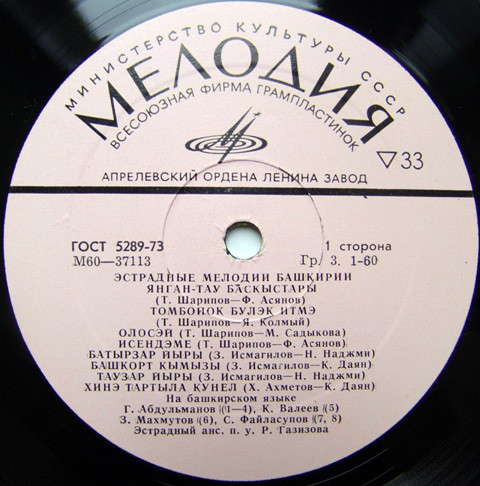 МИНИСТЕРСТВО КУЛЬТУРЫ СССР
МЕЛОДИЯ
ВСЕСОЮЗНАЯ ФИРМА ГРАМПЛАСТИНОК
33
АПРЕЛЕВСКИЙ ОРДЕНА ЛЕНИНА ЗАВОД
ГОСТ 5289-73 1 сторона
М60—37113 Гр. 3. 1-60
ЭСТРАДНЫЕ МЕЛОДИИ БАШКИРИИ
ЯНГАН-ТАУ БАСКЫСТАРЫ
(Т. Шарипов—Ф. Асянов)
ТОМБОЙОК БУЛЭК ИТМЭ
(Т. Шарипов—Я. Колмый)
ОЛОСЭЙ (Т. Шарипов—М. Садыкова)
ИСЕНДЭМЕ (Т. Шарипов—Ф. Асянов)
БАТЫРЗАР ЙЫРЫ (З. Исмагилов—Н. Наджми)
БАШКОРТ КЫМЫЗЫ (З. Исмагилов—К. Даян)
ТАУЗАР ЙЫРЫ (З. Исмагилов—Н. Наджми)
ХИНЭ ТАРТЫЛА КУНЕЛ (Х. Ахметов—К. Даян)
На башкирском языке
Г. Абдульманов (1—4), К. Валеев (5)
З. Махмутов (6), С. Файласупов (7, 8)
Эстрадный анс. п. у. Р. Газизова